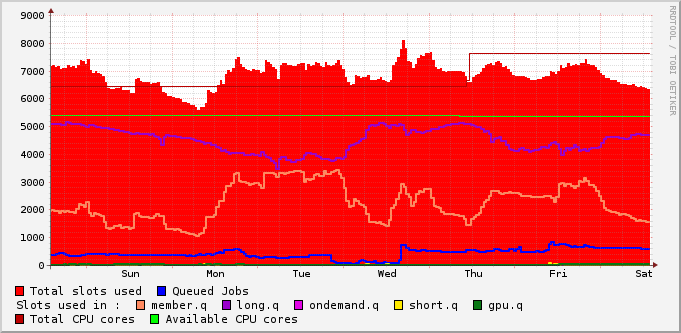 RRDTOOL / TOBI OETIKER
9000
8000
7000
6000
5000
4000
3000
2000
1000
0
Sun Mon Tue Wed Thu Fri Sat
Total slots used Queued Jobs
Slots used in : member.q long.q ondemand.q short.q gpu.q
Total CPU cores Available CPU cores